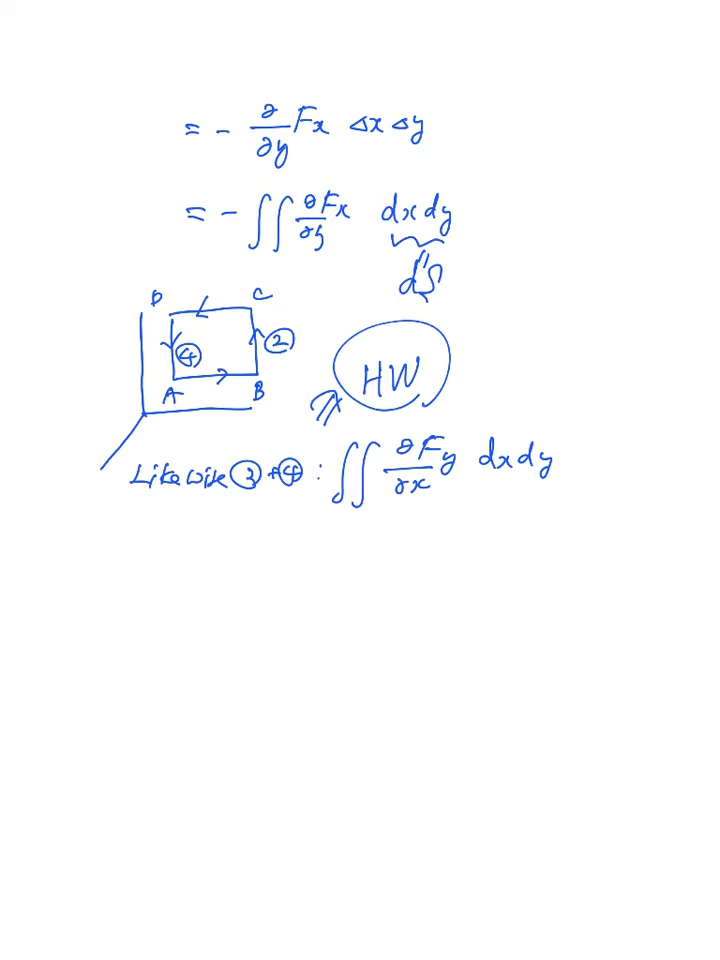 = - ∂/∂y Fx Δx Δy
= - ∬ ∂Fx/∂y dx dy
dS
D C
④ ②
A B
HW
Likewise ③+④ : ∬ ∂Fy/∂x dx dy